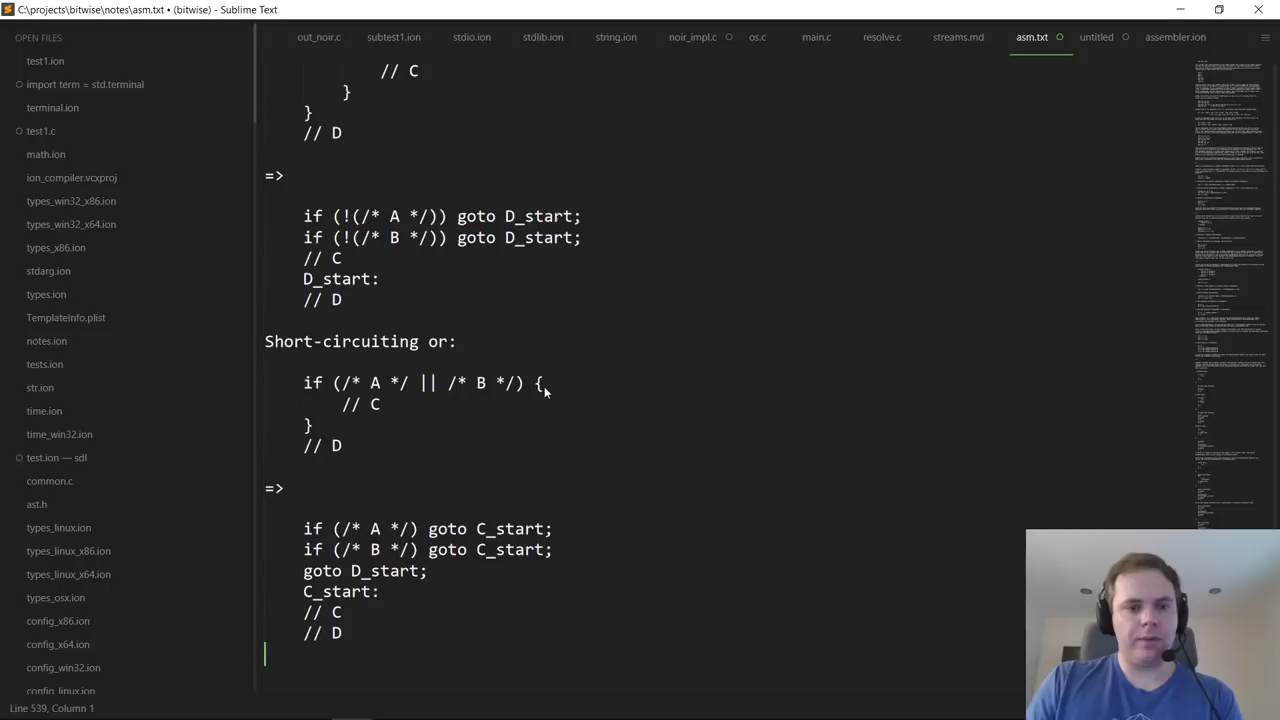 C:\projects\bitwise\notes\asm.txt • (bitwise) - Sublime Text
OPEN FILES
test1.ion
import term = std.terminal
terminal.ion
test1.c
math.ion
ion_compiler.vcxproj
types_win32_x86.ion
types_win32_x64.ion
types_x86.ion
stdarg.ion
types.ion
TemplateInfo.plist
notes.ion
tests.ion
str.ion
time.ion
time_win32.ion
test.ion — sdl
common.c
ast.h
types_linux.ion
types_linux_x86.ion
types_linux_x64.ion
types_osx.ion
config_x86.ion
config_x64.ion
config_win32.ion
config_linux.ion
out_noir.c subtest1.ion stdio.ion stdlib.ion string.ion noir_impl.c os.c main.c resolve.c streams.md asm.txt untitled assembler.ion
// C
}
}
// D
=>
if (!(/* A */)) goto D_start;
if (!(/* B */)) goto D_start;
// C
D_start:
// D
Short-circuiting or:
if (/* A */ || /* B */) {
// C
}
// D
=>
if (/* A */) goto C_start;
if (/* B */) goto C_start;
goto D_start;
C_start:
// C
// D
Line 539, Column 1